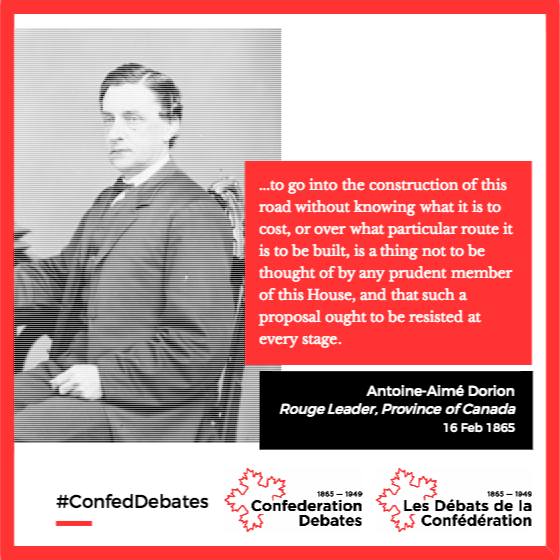 ...to go into the construction of this
road without knowing what it is to
cost, or over what particular route it
is to be built, is a thing not to be
thought of by any prudent member
of this House, and that such a
proposal ought to be resisted at
every stage.
Antoine-Aimé Dorion
Rouge Leader, Province of Canada
16 Feb 1865
#ConfedDebates
1865 — 1949
Confederation
Debates
1865 — 1949
Les Débats de la
Confédération